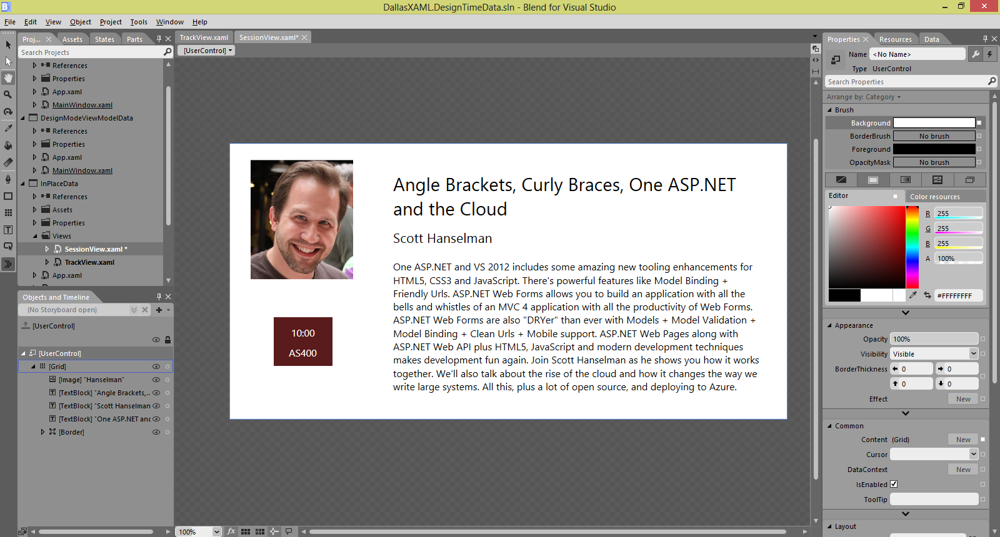 DallasXAML.DesignTimeData.sln - Blend for Visual Studio
File Edit View Object Project Tools Window Help
Proj... Assets States Parts
Search Projects
References
Properties
App.xaml
MainWindow.xaml
DesignModeViewModelData
References
Properties
App.xaml
MainWindow.xaml
InPlaceData
References
Assets
Properties
Views
SessionView.xaml *
TrackView.xaml
App.xaml
Objects and Timeline
(No Storyboard open)
[UserControl]
[UserControl]
[Grid]
[Image] "Hanselman"
[TextBlock] "Angle Brackets,..
[TextBlock] "Scott Hanselman
[TextBlock] "One ASP.NET and
[Border]
TrackView.xaml SessionView.xaml*
[UserControl]
Angle Brackets, Curly Braces, One ASP.NET
and the Cloud
Scott Hanselman
One ASP.NET and VS 2012 includes some amazing new tooling enhancements for
HTML5, CSS3 and JavaScript. There's powerful features like Model Binding +
Friendly Urls. ASP.NET Web Forms allows you to build an application with all the
bells and whistles of an MVC 4 application with all the productivity of Web Forms.
ASP.NET Web Forms are also "DRYer" than ever with Models + Model Validation +
Model Binding + Clean Urls + Mobile support. ASP.NET Web Pages along with
ASP.NET Web API plus HTML5, JavaScript and modern development techniques
makes development fun again. Join Scott Hanselman as he shows you how it works
together. We'll also talk about the rise of the cloud and how it changes the way we
write large systems. All this, plus a lot of open source, and deploying to Azure.
10:00
AS400
100%
fx
Properties Resources Data
Name <No Name>
Type UserControl
Search Properties
Arrange by: Category
Brush
Background
BorderBrush No brush
Foreground
OpacityMask No brush
Editor Color resources
R 255
G 255
B 255
A 100%
#FFFFFFFF
Appearance
Opacity 100%
Visibility Visible
BorderThickness 0 0
0 0
Effect New
Common
Content (Grid) New
Cursor
DataContext New
IsEnabled
ToolTip
Layout